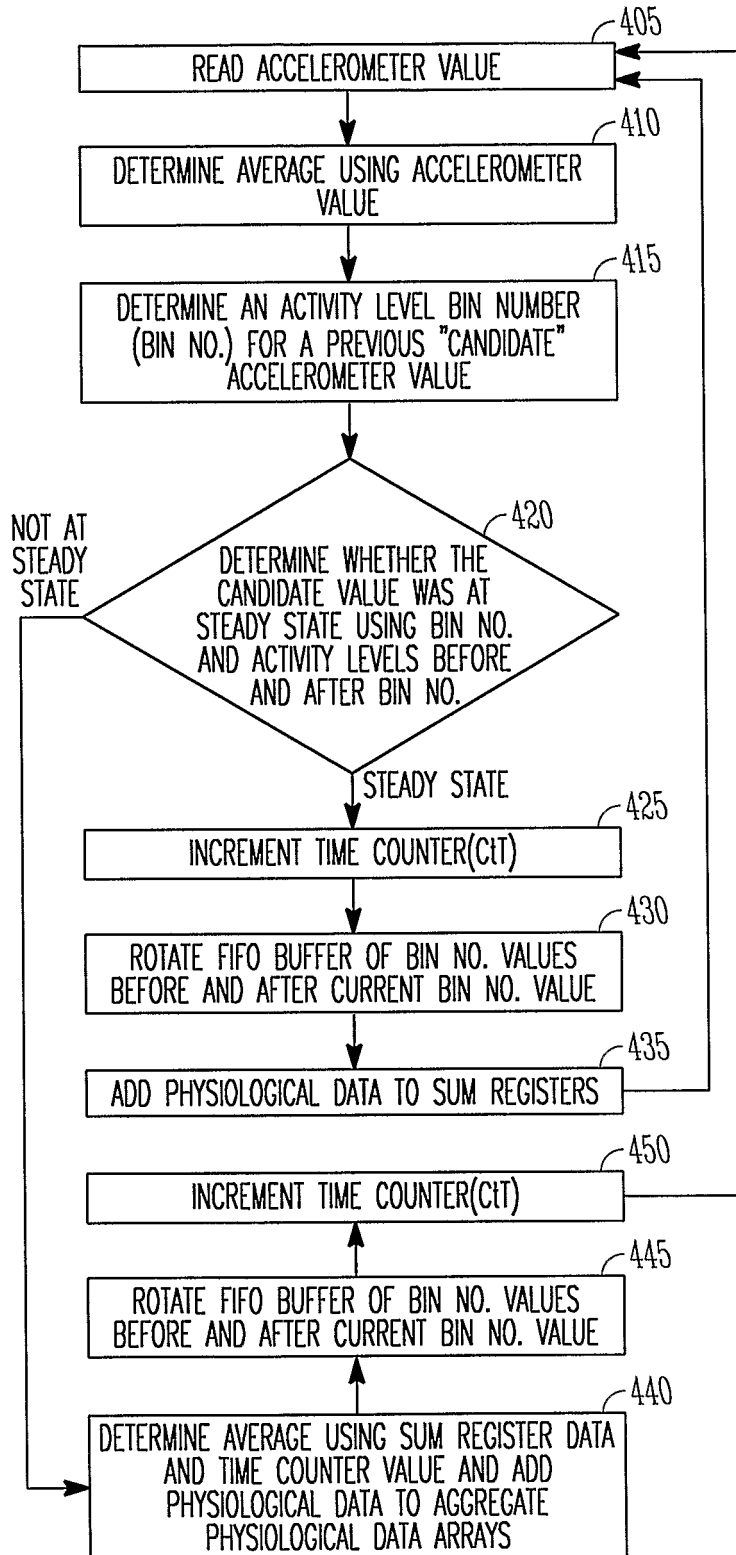 405
READ ACCELEROMETER VALUE
410
DETERMINE AVERAGE USING ACCELEROMETER
VALUE
415
DETERMINE AN ACTIVITY LEVEL BIN NUMBER
(BIN NO.) FOR A PREVIOUS "CANDIDATE"
ACCELEROMETER VALUE
420
NOT AT
STEADY
STATE
DETERMINE WHETHER THE
CANDIDATE VALUE WAS AT
STEADY STATE USING BIN NO.
AND ACTIVITY LEVELS BEFORE
AND AFTER BIN NO.
STEADY STATE
425
INCREMENT TIME COUNTER(CtT)
430
ROTATE FIFO BUFFER OF BIN NO. VALUES
BEFORE AND AFTER CURRENT BIN NO. VALUE
435
ADD PHYSIOLOGICAL DATA TO SUM REGISTERS
450
INCREMENT TIME COUNTER(CtT)
445
ROTATE FIFO BUFFER OF BIN NO. VALUES
BEFORE AND AFTER CURRENT BIN NO. VALUE
440
DETERMINE AVERAGE USING SUM REGISTER DATA
AND TIME COUNTER VALUE AND ADD
PHYSIOLOGICAL DATA TO AGGREGATE
PHYSIOLOGICAL DATA ARRAYS